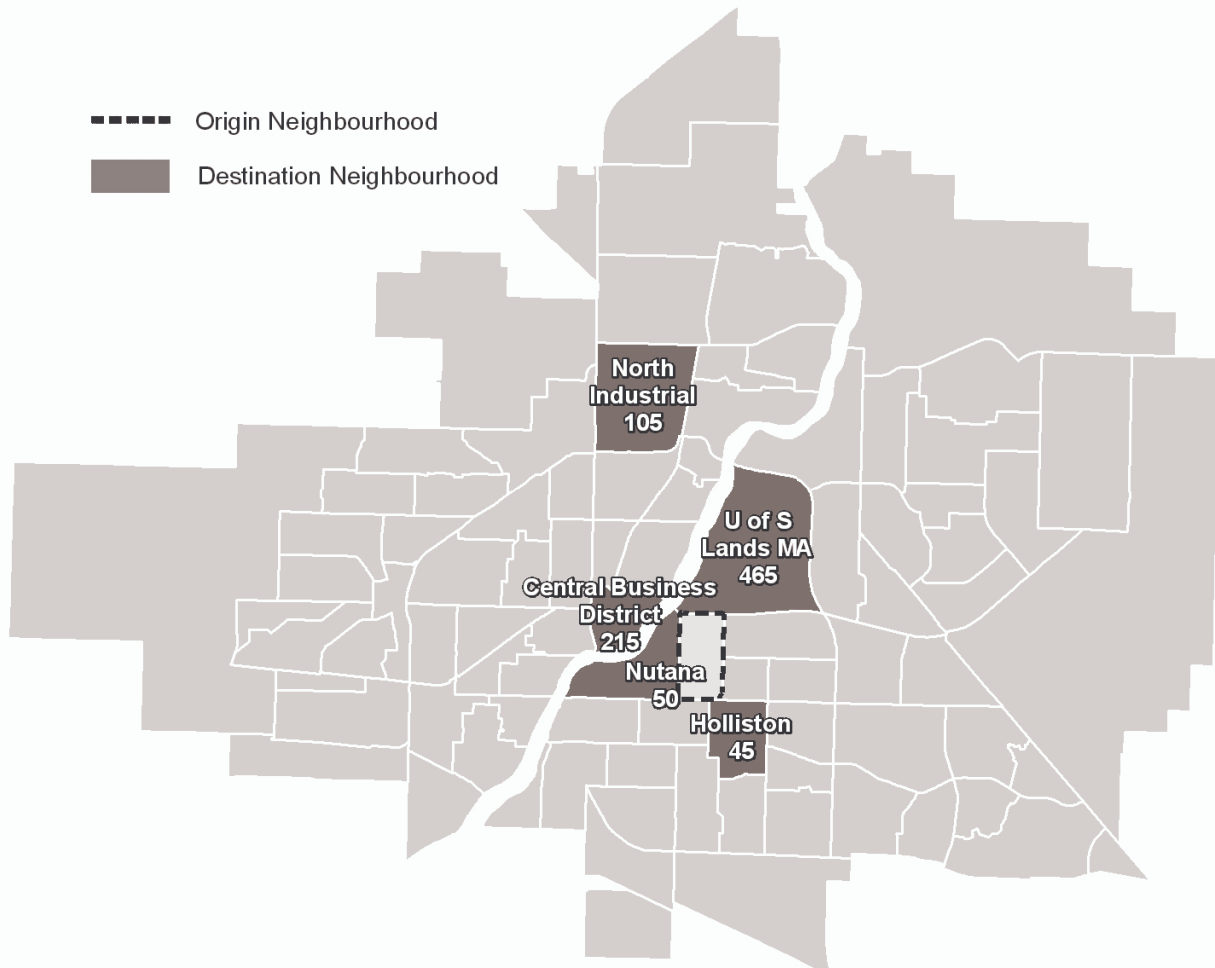 Origin Neighbourhood
Destination Neighbourhood
North
Industrial
105
U of S
Lands MA
465
Central Business
District
215
Nutana
50
Holliston
45